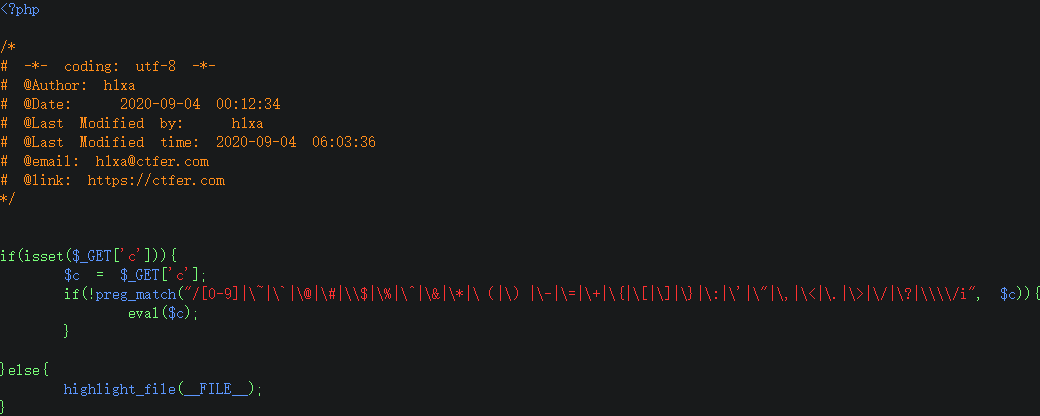 <?php
/*
# -*- coding: utf-8 -*-
# @Author: h1xa
# @Date:   2020-09-04 00:12:34
# @Last Modified by:   h1xa
# @Last Modified time: 2020-09-04 06:03:36
# @email: h1xa@ctfer.com
# @link: https://ctfer.com
*/
if(isset($_GET['c'])){
$c = $_GET['c'];
if(!preg_match("/[0-9]|\~|\`|\@|\#|\\$|\%|\^|\&|\*|\（|\）|\-|\=|\+|\{|\[|\]|\}|\:|\'|\"|\,|\<|\.|\>|\/|\?|\\\\/i", $c)){
eval($c);
}
}else{
highlight_file(__FILE__);
}